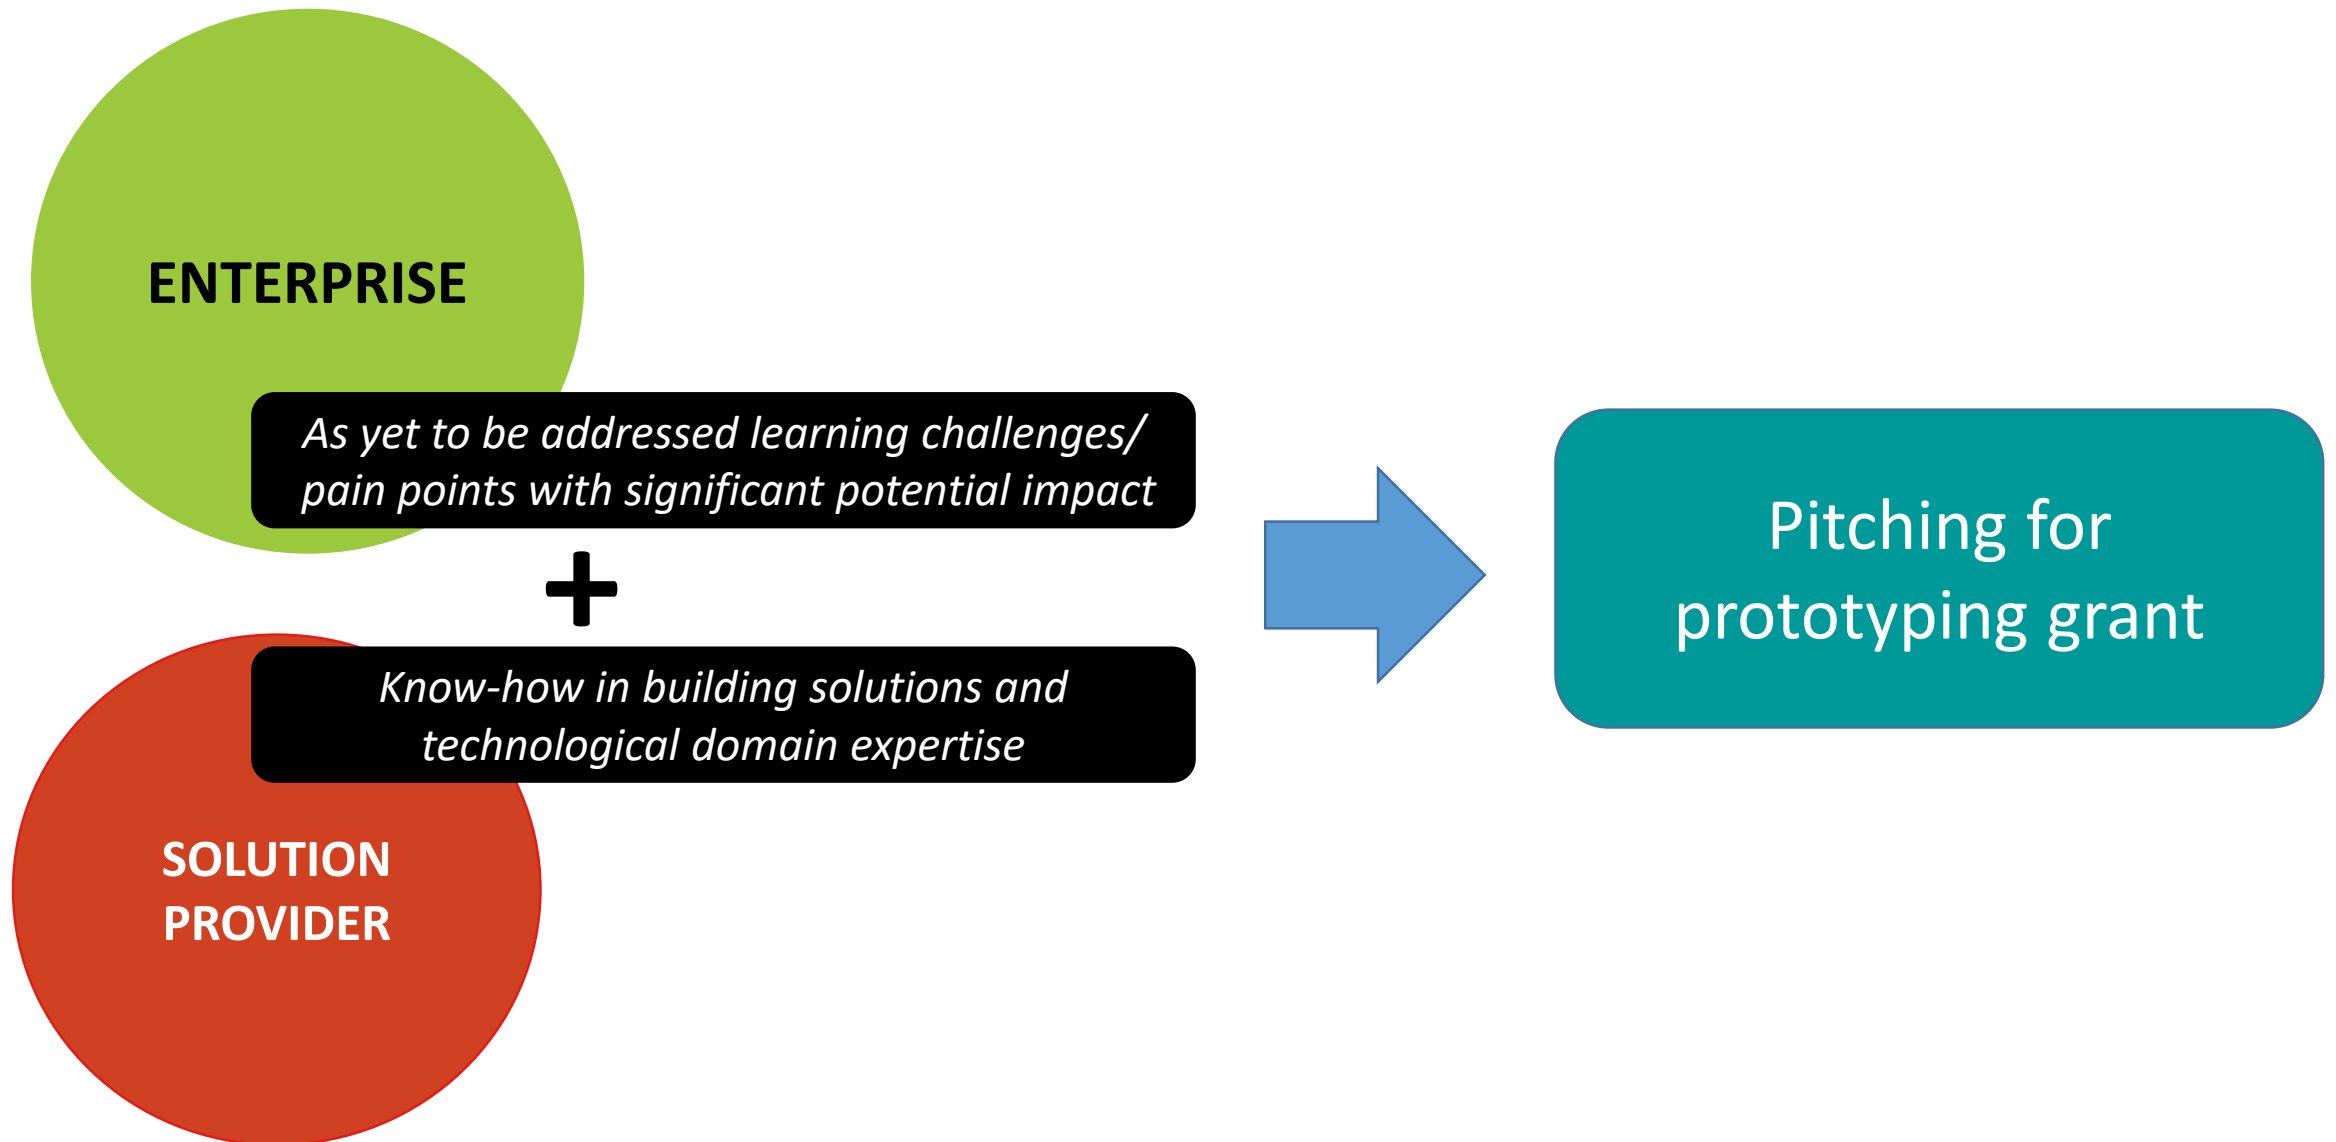 ENTERPRISE
As yet to be addressed learning challenges/
pain points with significant potential impact
+
Know-how in building solutions and
technological domain expertise
SOLUTION
PROVIDER
Pitching for
prototyping grant